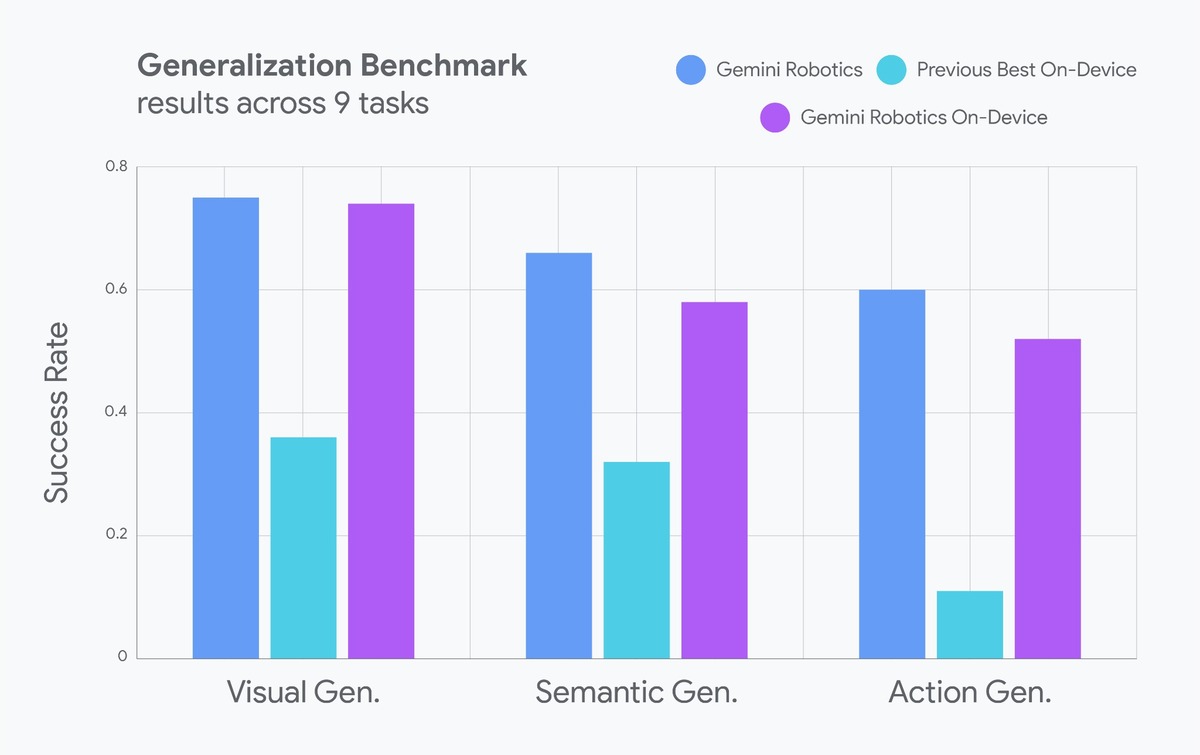 Generalization Benchmark
results across 9 tasks
Gemini Robotics
Previous Best On-Device
Gemini Robotics On-Device
Success Rate
0.8
0.6
0.4
0.2
0
Visual Gen.
Semantic Gen.
Action Gen.